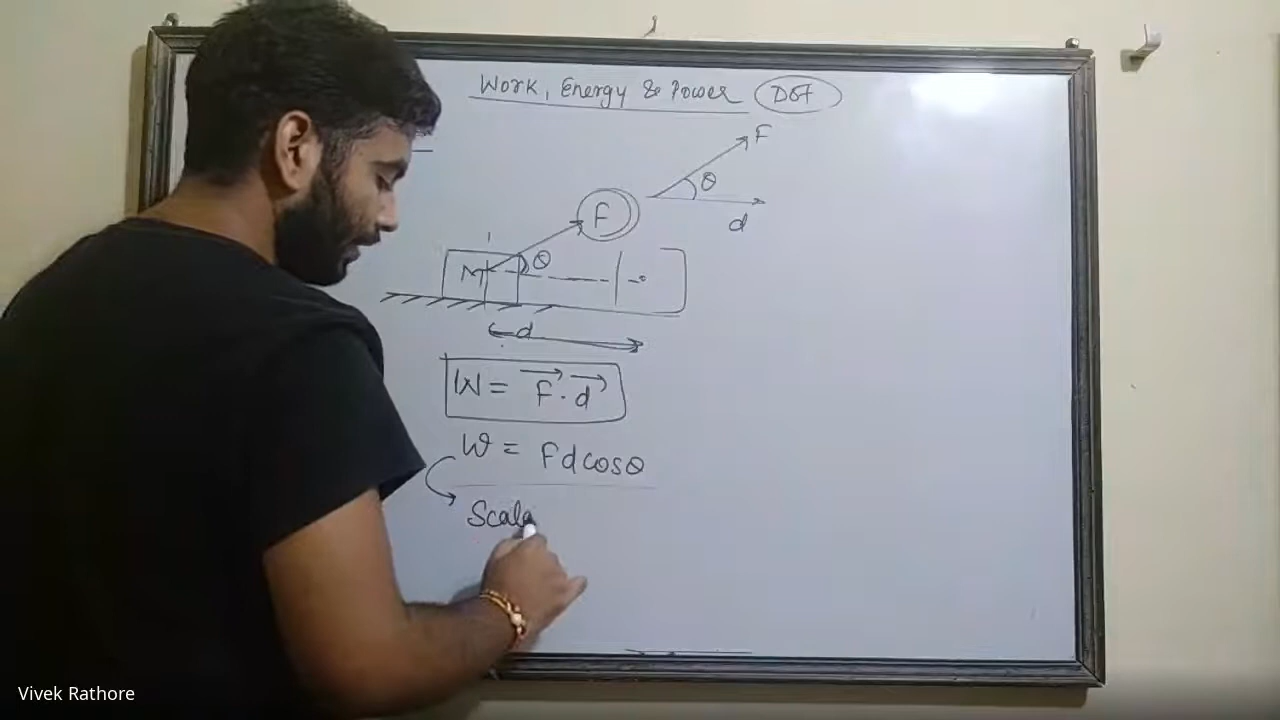 Work, Energy & Power DGT
F
θ
d
F
M θ
d
W = F . d
W = Fdcosθ
Scala
Vivek Rathore